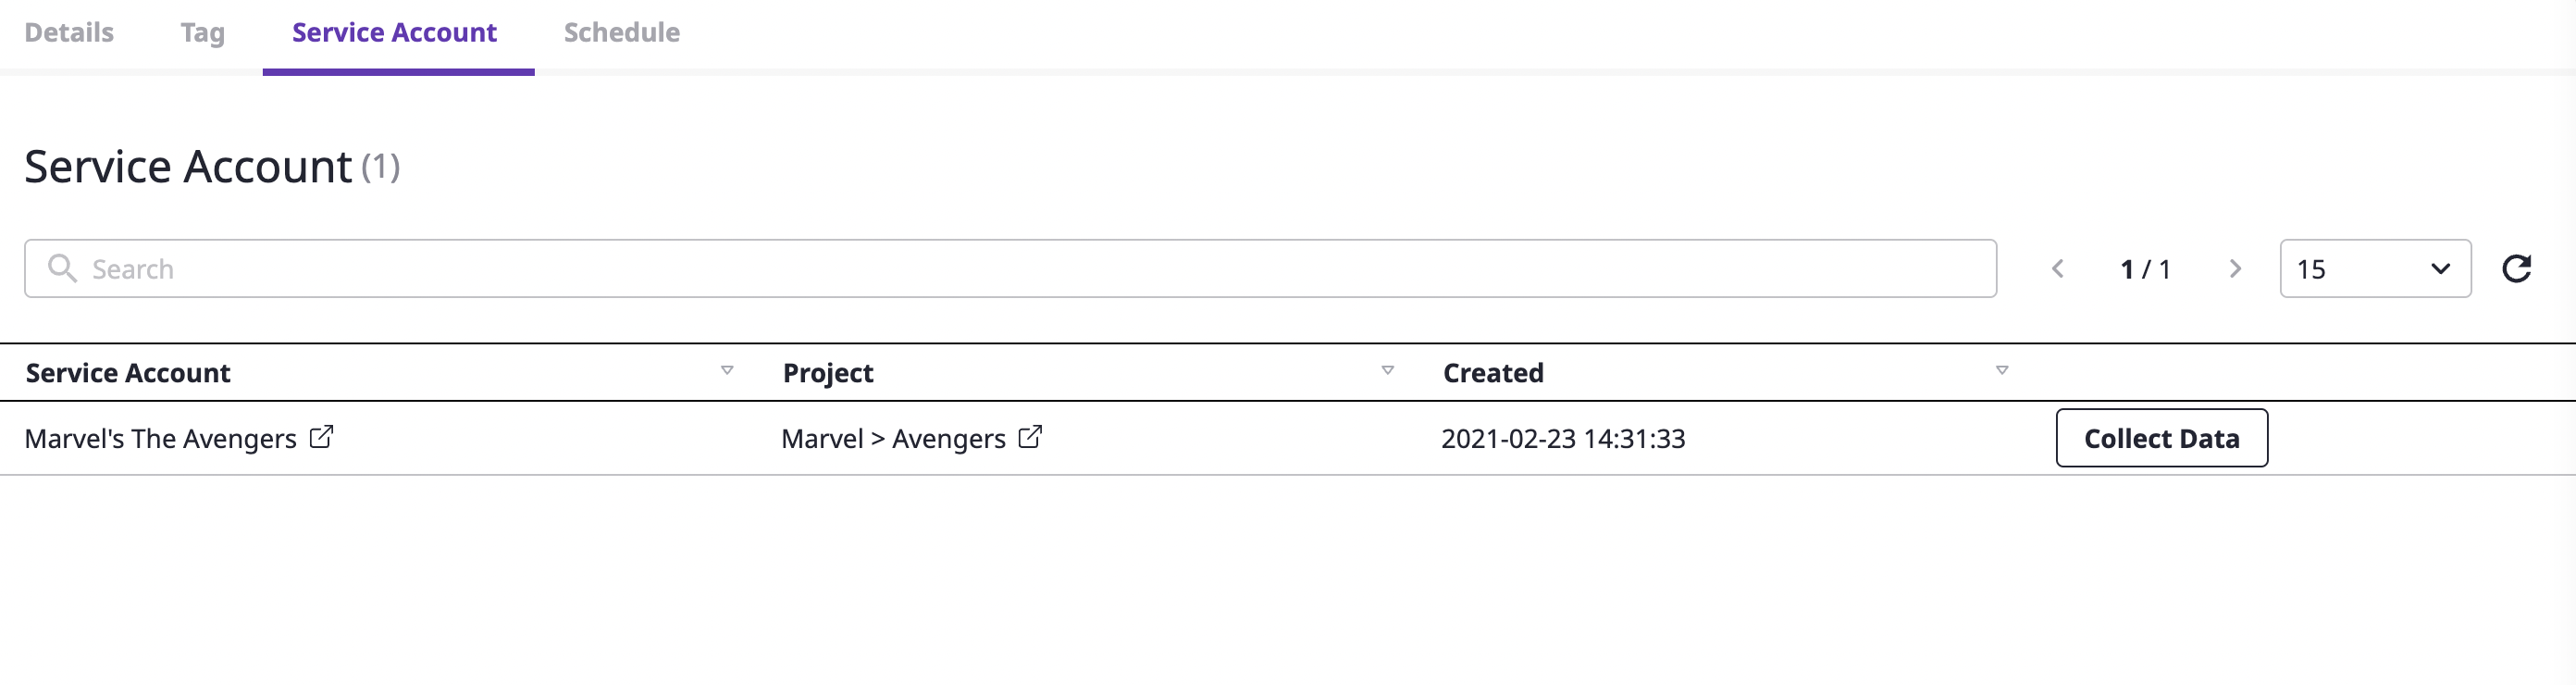 Details Tag Service Account Schedule
Service Account (1)
Search 1 / 1 15
Service Account Project Created
Marvel's The Avengers Marvel > Avengers 2021-02-23 14:31:33 Collect Data